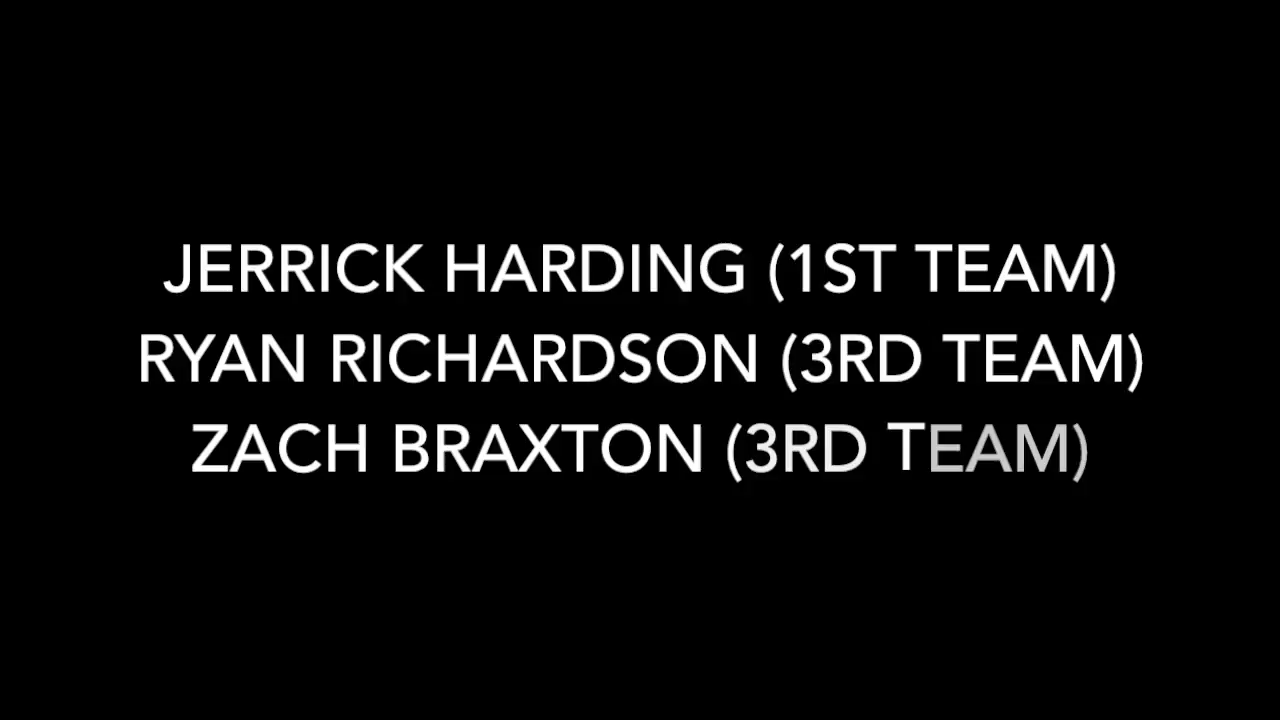 JERRICK HARDING (1ST TEAM)
RYAN RICHARDSON (3RD TEAM)
ZACH BRAXTON (3RD TEAM)